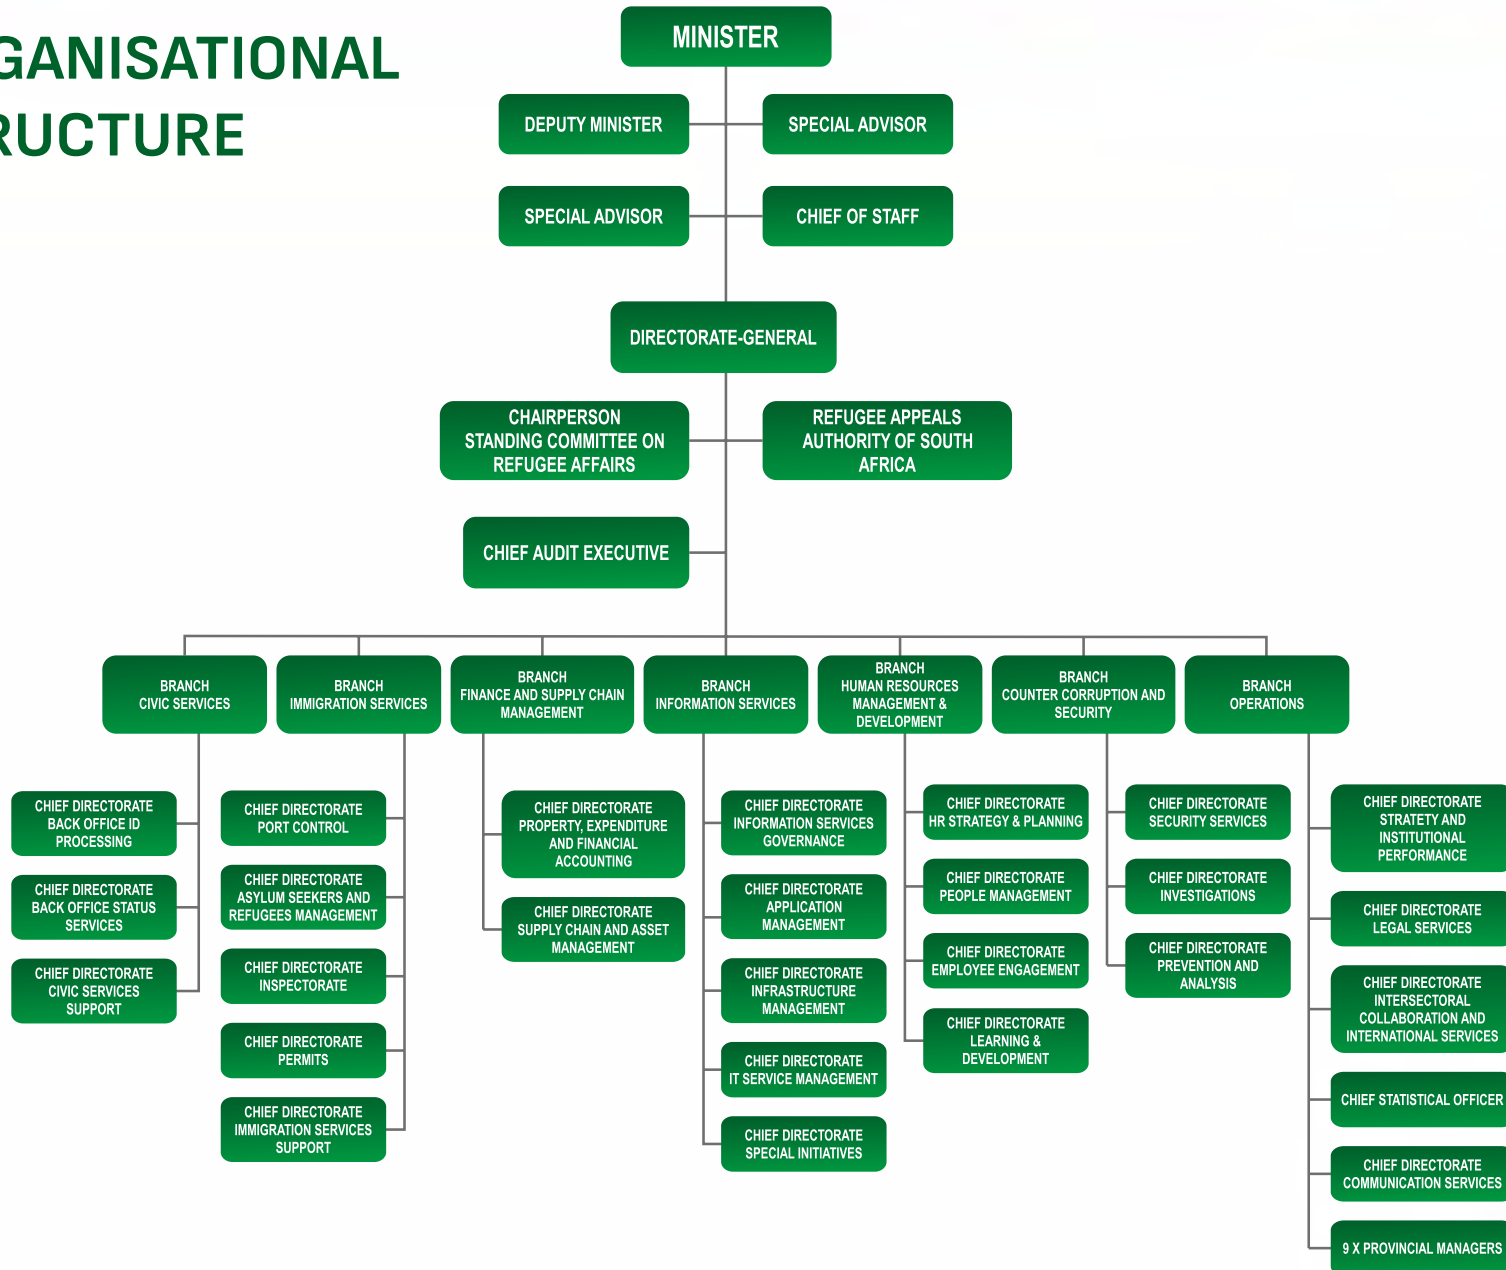 GANISATIONAL
RUCTURE
MINISTER
DEPUTY MINISTER
SPECIAL ADVISOR
SPECIAL ADVISOR
CHIEF OF STAFF
DIRECTORATE-GENERAL
CHAIRPERSON
STANDING COMMITTEE ON
REFUGEE AFFAIRS
REFUGEE APPEALS
AUTHORITY OF SOUTH
AFRICA
CHIEF AUDIT EXECUTIVE
BRANCH
CIVIC SERVICES
BRANCH
IMMIGRATION SERVICES
BRANCH
FINANCE AND SUPPLY CHAIN
MANAGEMENT
BRANCH
INFORMATION SERVICES
BRANCH
HUMAN RESOURCES
MANAGEMENT &
DEVELOPMENT
BRANCH
COUNTER CORRUPTION AND
SECURITY
BRANCH
OPERATIONS
CHIEF DIRECTORATE
BACK OFFICE ID
PROCESSING
CHIEF DIRECTORATE
BACK OFFICE STATUS
SERVICES
CHIEF DIRECTORATE
CIVIC SERVICES
SUPPORT
CHIEF DIRECTORATE
PORT CONTROL
CHIEF DIRECTORATE
ASYLUM SEEKERS AND
REFUGEES MANAGEMENT
CHIEF DIRECTORATE
INSPECTORATE
CHIEF DIRECTORATE
PERMITS
CHIEF DIRECTORATE
IMMIGRATION SERVICES
SUPPORT
CHIEF DIRECTORATE
PROPERTY, EXPENDITURE
AND FINANCIAL
ACCOUNTING
CHIEF DIRECTORATE
SUPPLY CHAIN AND ASSET
MANAGEMENT
CHIEF DIRECTORATE
INFORMATION SERVICES
GOVERNANCE
CHIEF DIRECTORATE
APPLICATION
MANAGEMENT
CHIEF DIRECTORATE
INFRASTRUCTURE
MANAGEMENT
CHIEF DIRECTORATE
IT SERVICE MANAGEMENT
CHIEF DIRECTORATE
SPECIAL INITIATIVES
CHIEF DIRECTORATE
HR STRATEGY & PLANNING
CHIEF DIRECTORATE
PEOPLE MANAGEMENT
CHIEF DIRECTORATE
EMPLOYEE ENGAGEMENT
CHIEF DIRECTORATE
LEARNING &
DEVELOPMENT
CHIEF DIRECTORATE
SECURITY SERVICES
CHIEF DIRECTORATE
INVESTIGATIONS
CHIEF DIRECTORATE
PREVENTION AND
ANALYSIS
CHIEF DIRECTORATE
STRATETY AND
INSTITUTIONAL
PERFORMANCE
CHIEF DIRECTORATE
LEGAL SERVICES
CHIEF DIRECTORATE
INTERSECTORAL
COLLABORATION AND
INTERNATIONAL SERVICES
CHIEF STATISTICAL OFFICER
CHIEF DIRECTORATE
COMMUNICATION SERVICES
9 X PROVINCIAL MANAGERS